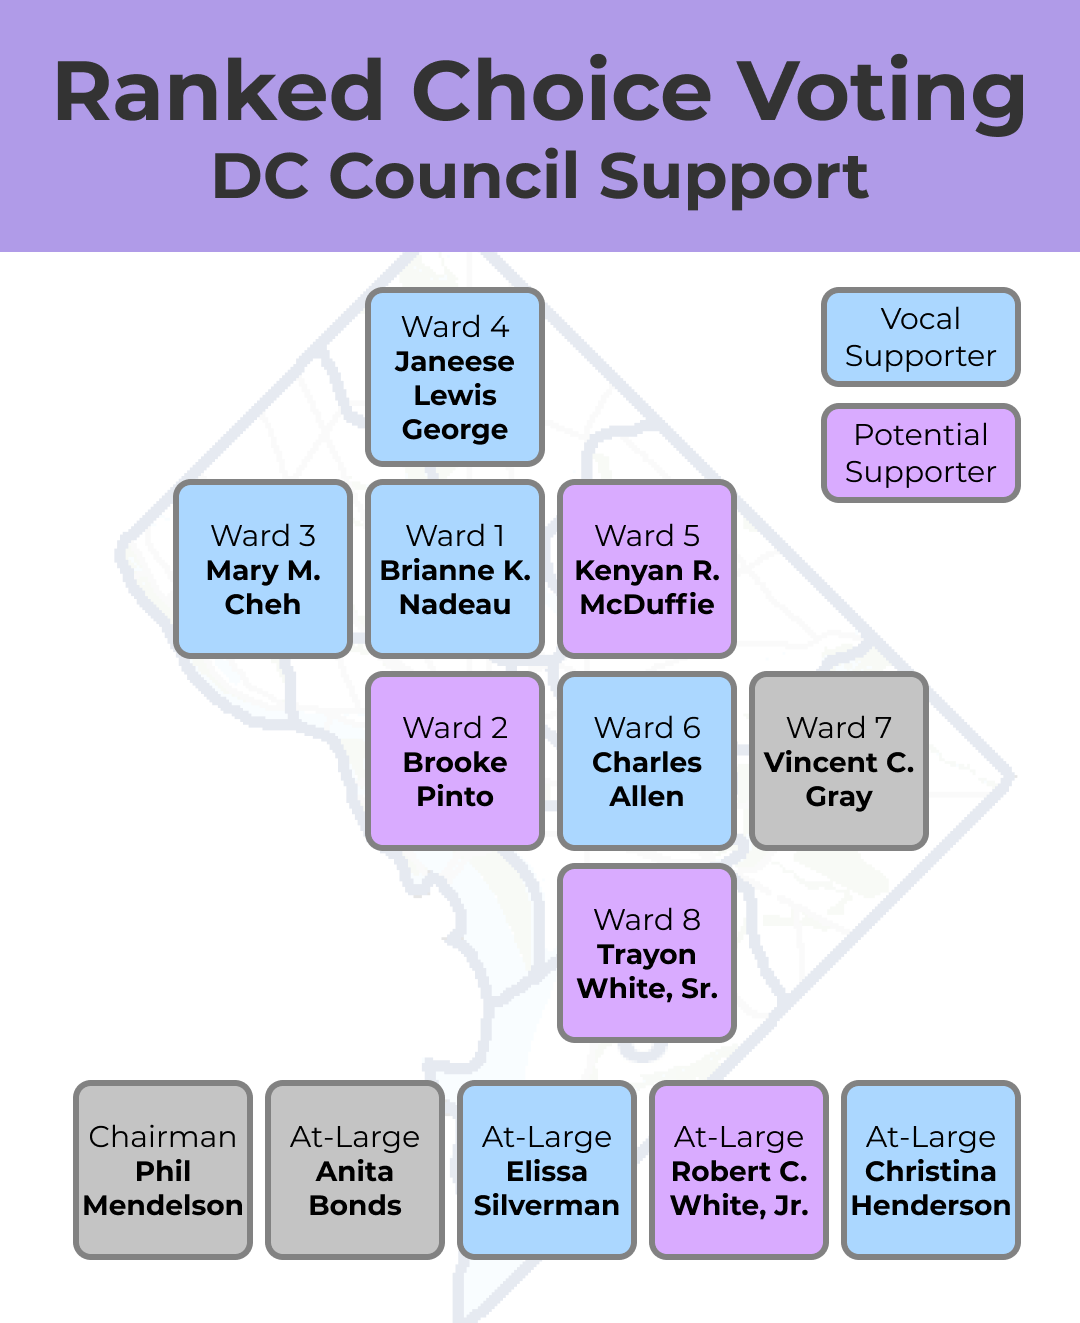 Ranked Choice Voting
DC Council Support
Vocal
Supporter
Potential
Supporter
Ward 4
Janeese
Lewis
George
Ward 3
Mary M.
Cheh
Ward 1
Brianne K.
Nadeau
Ward 5
Kenyan R.
McDuffie
Ward 2
Brooke
Pinto
Ward 6
Charles
Allen
Ward 7
Vincent C.
Gray
Ward 8
Trayon
White, Sr.
Chairman
Phil
Mendelson
At-Large
Anita
Bonds
At-Large
Elissa
Silverman
At-Large
Robert C.
White, Jr.
At-Large
Christina
Henderson